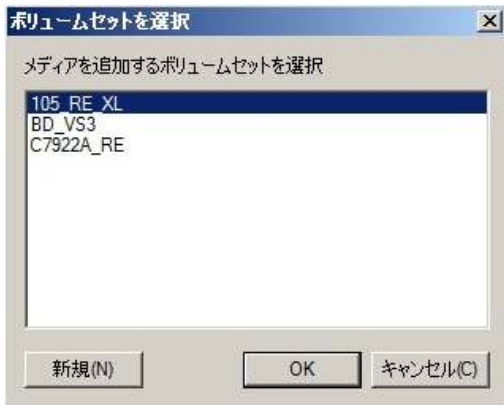 ボリュームセットを選択
メディアを追加するボリュームセットを選択
105_RE_XL
BD_VS3
C7922A_RE
新規(N) OK キャンセル(C)